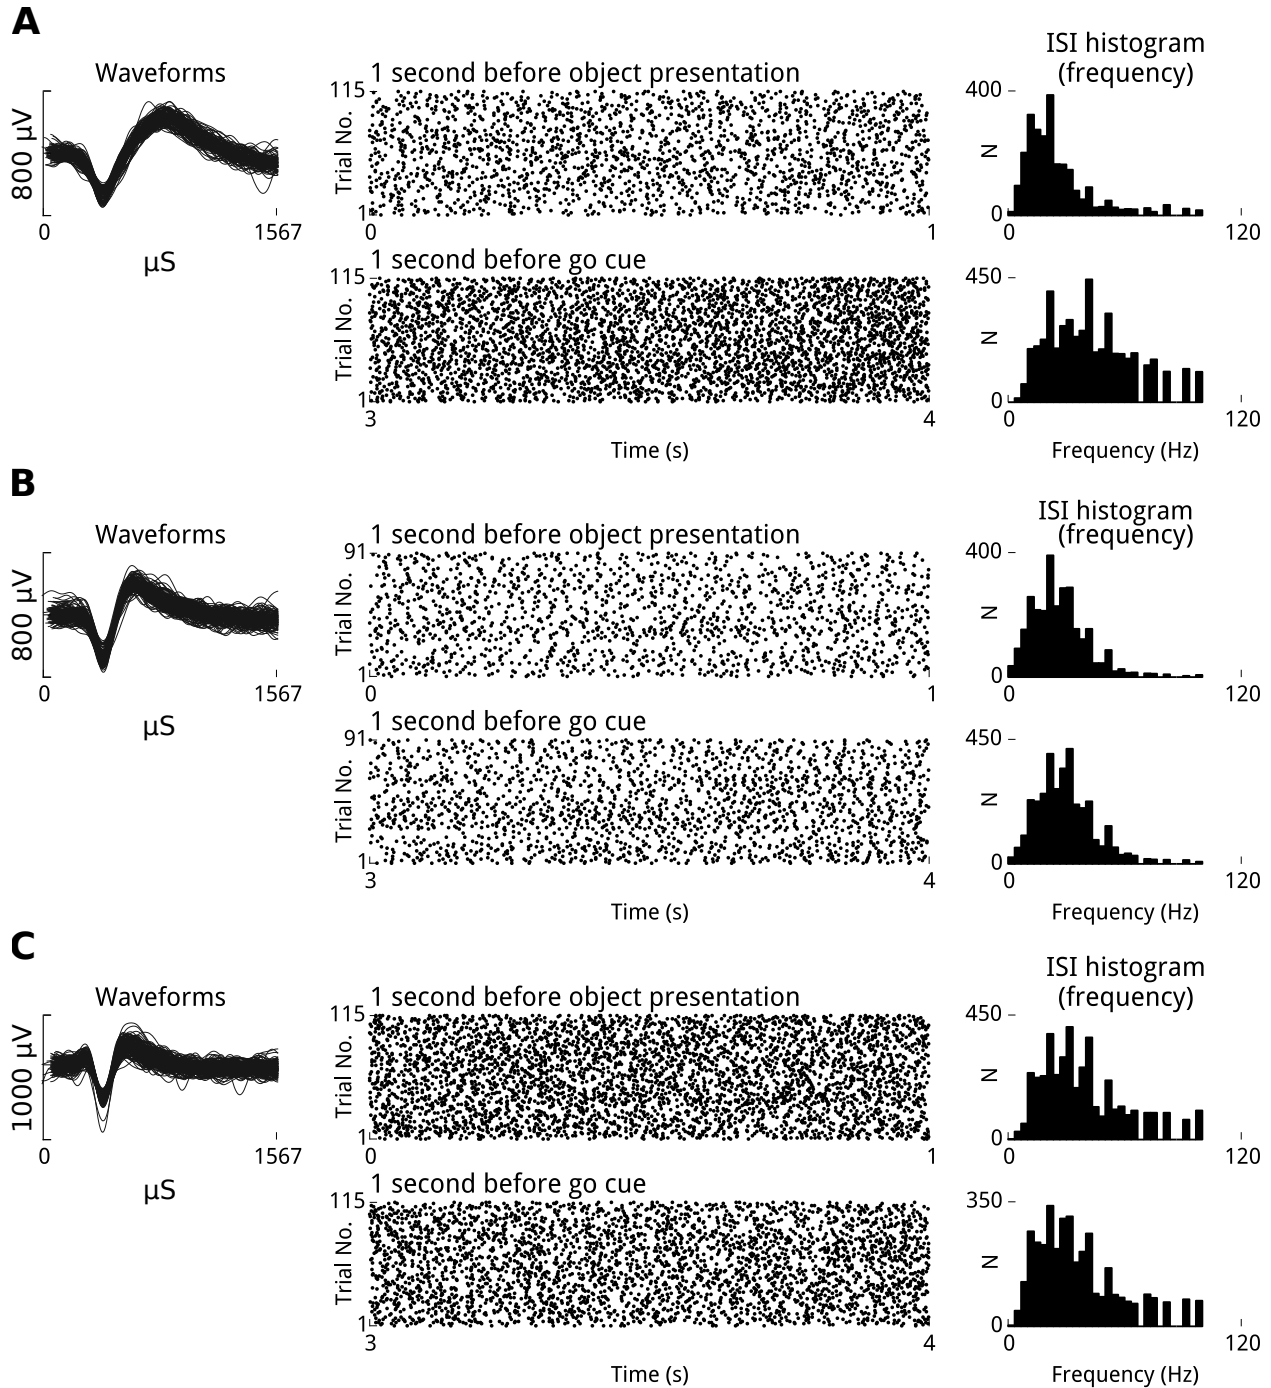 A
Waveforms
800 µV
0
1567
µS
1 second before object presentation
115
Trial No.
1
0
1
ISI histogram
(frequency)
400
N
0
0
120
1 second before go cue
115
Trial No.
1
3
4
Time (s)
450
N
0
0
120
Frequency (Hz)
B
Waveforms
800 µV
0
1567
µS
1 second before object presentation
91
Trial No.
1
0
1
ISI histogram
(frequency)
400
N
0
0
120
1 second before go cue
91
Trial No.
1
3
4
Time (s)
450
N
0
0
120
Frequency (Hz)
C
Waveforms
1000 µV
0
1567
µS
1 second before object presentation
115
Trial No.
1
0
1
ISI histogram
(frequency)
450
N
0
0
120
1 second before go cue
115
Trial No.
1
3
4
Time (s)
350
N
0
0
120
Frequency (Hz)